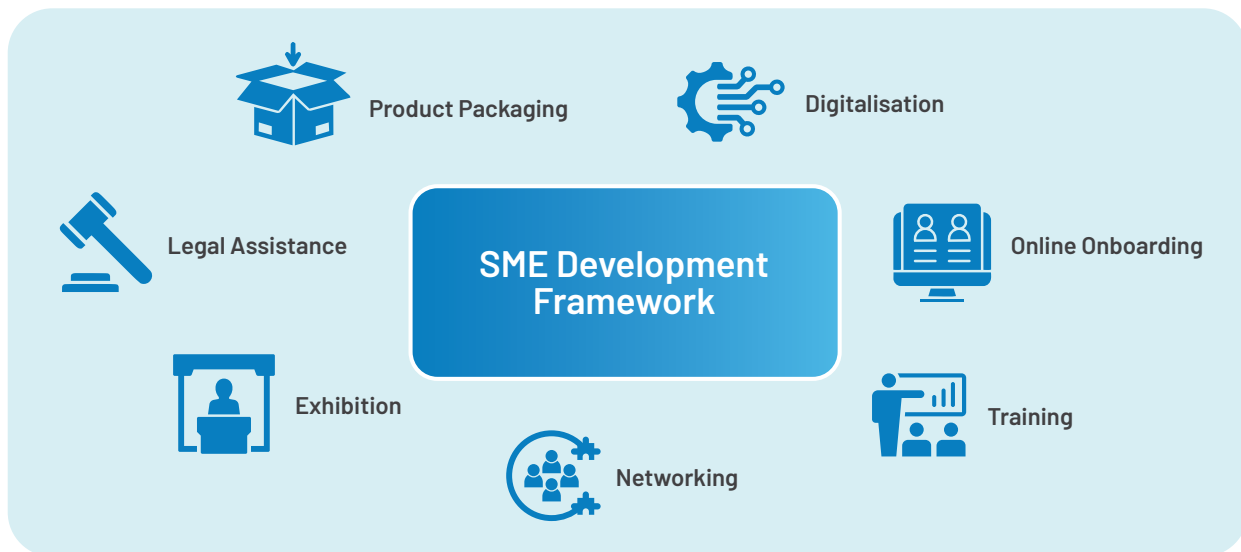 Product Packaging
Digitalisation
Legal Assistance
SME Development
Framework
Online Onboarding
Exhibition
Training
Networking